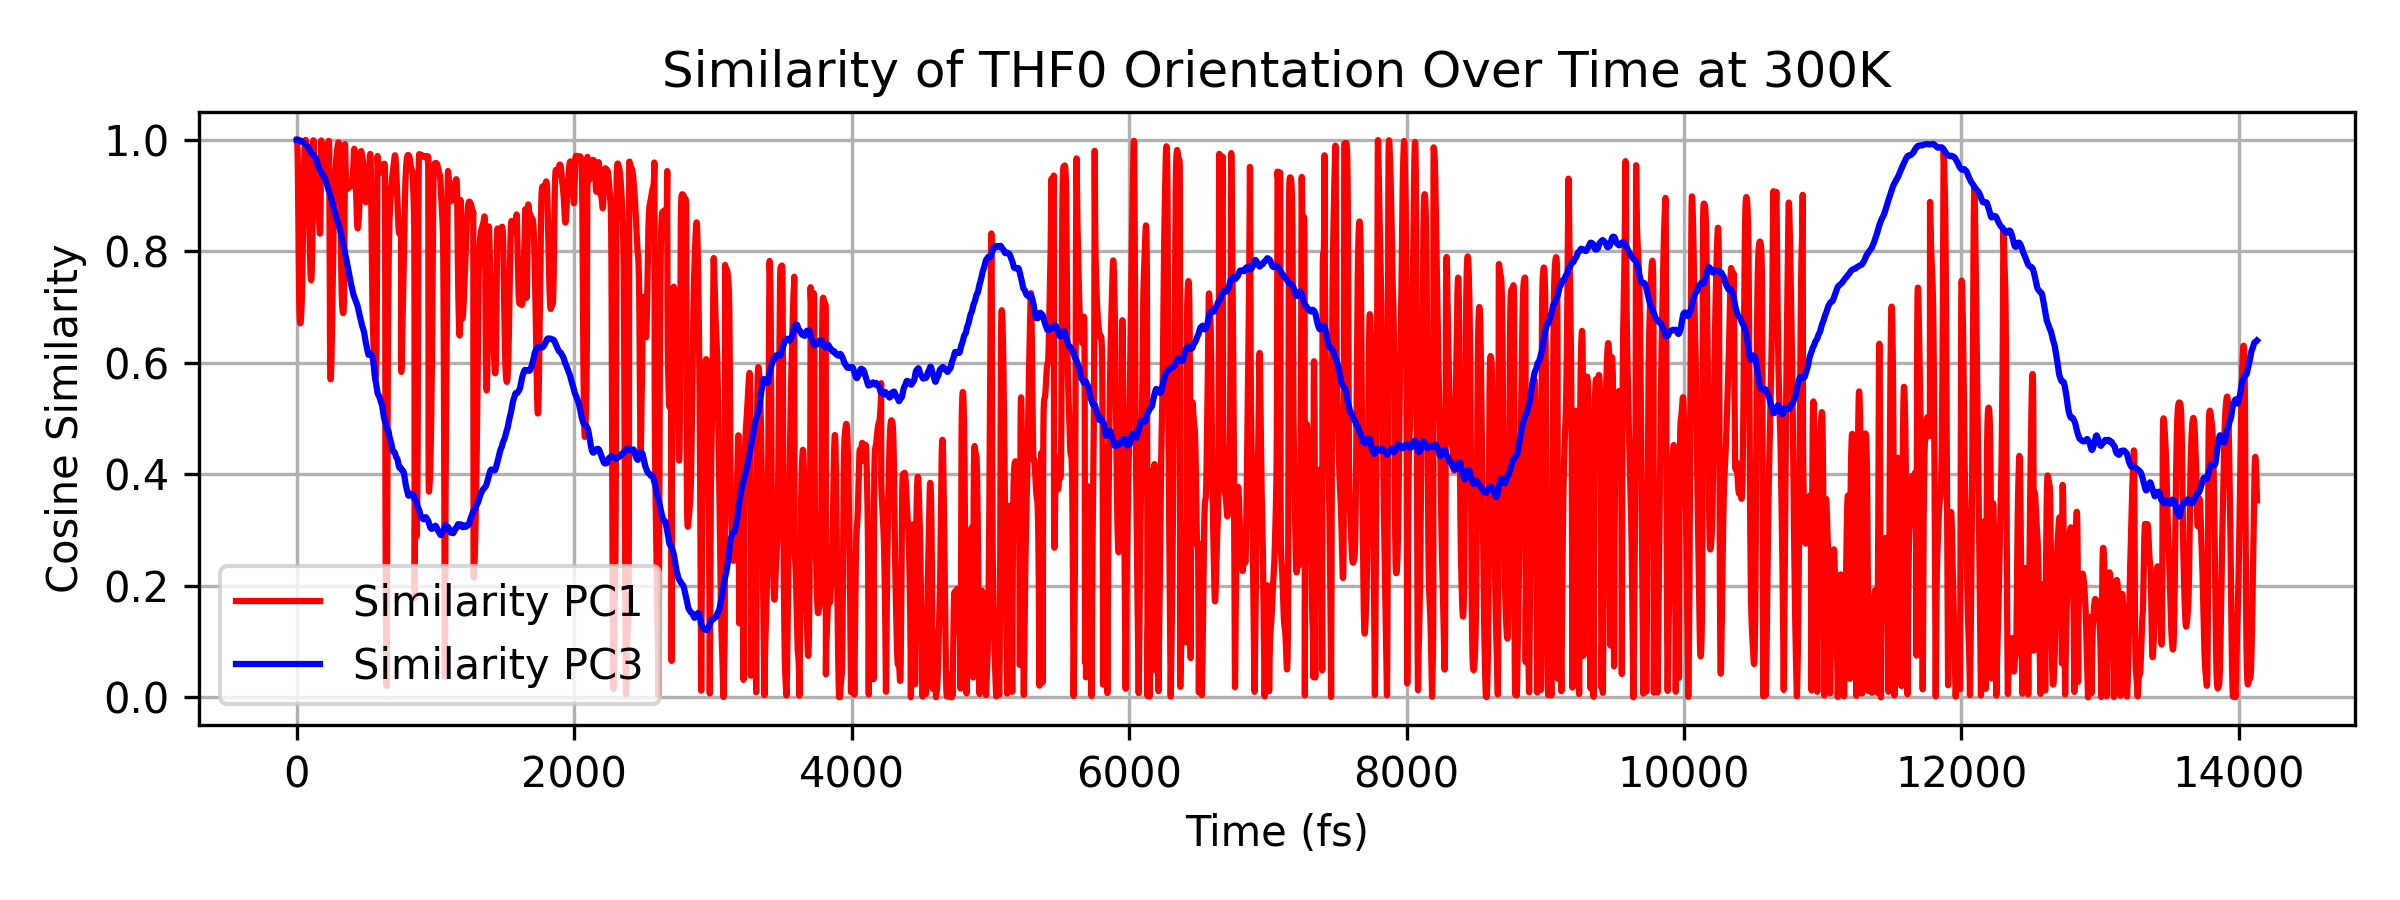 Similarity of THF0 Orientation Over Time at 300K
Cosine Similarity
1.0
0.8
0.6
0.4
0.2
0.0
Similarity PC1
Similarity PC3
0 2000 4000 6000 8000 10000 12000 14000
Time (fs)